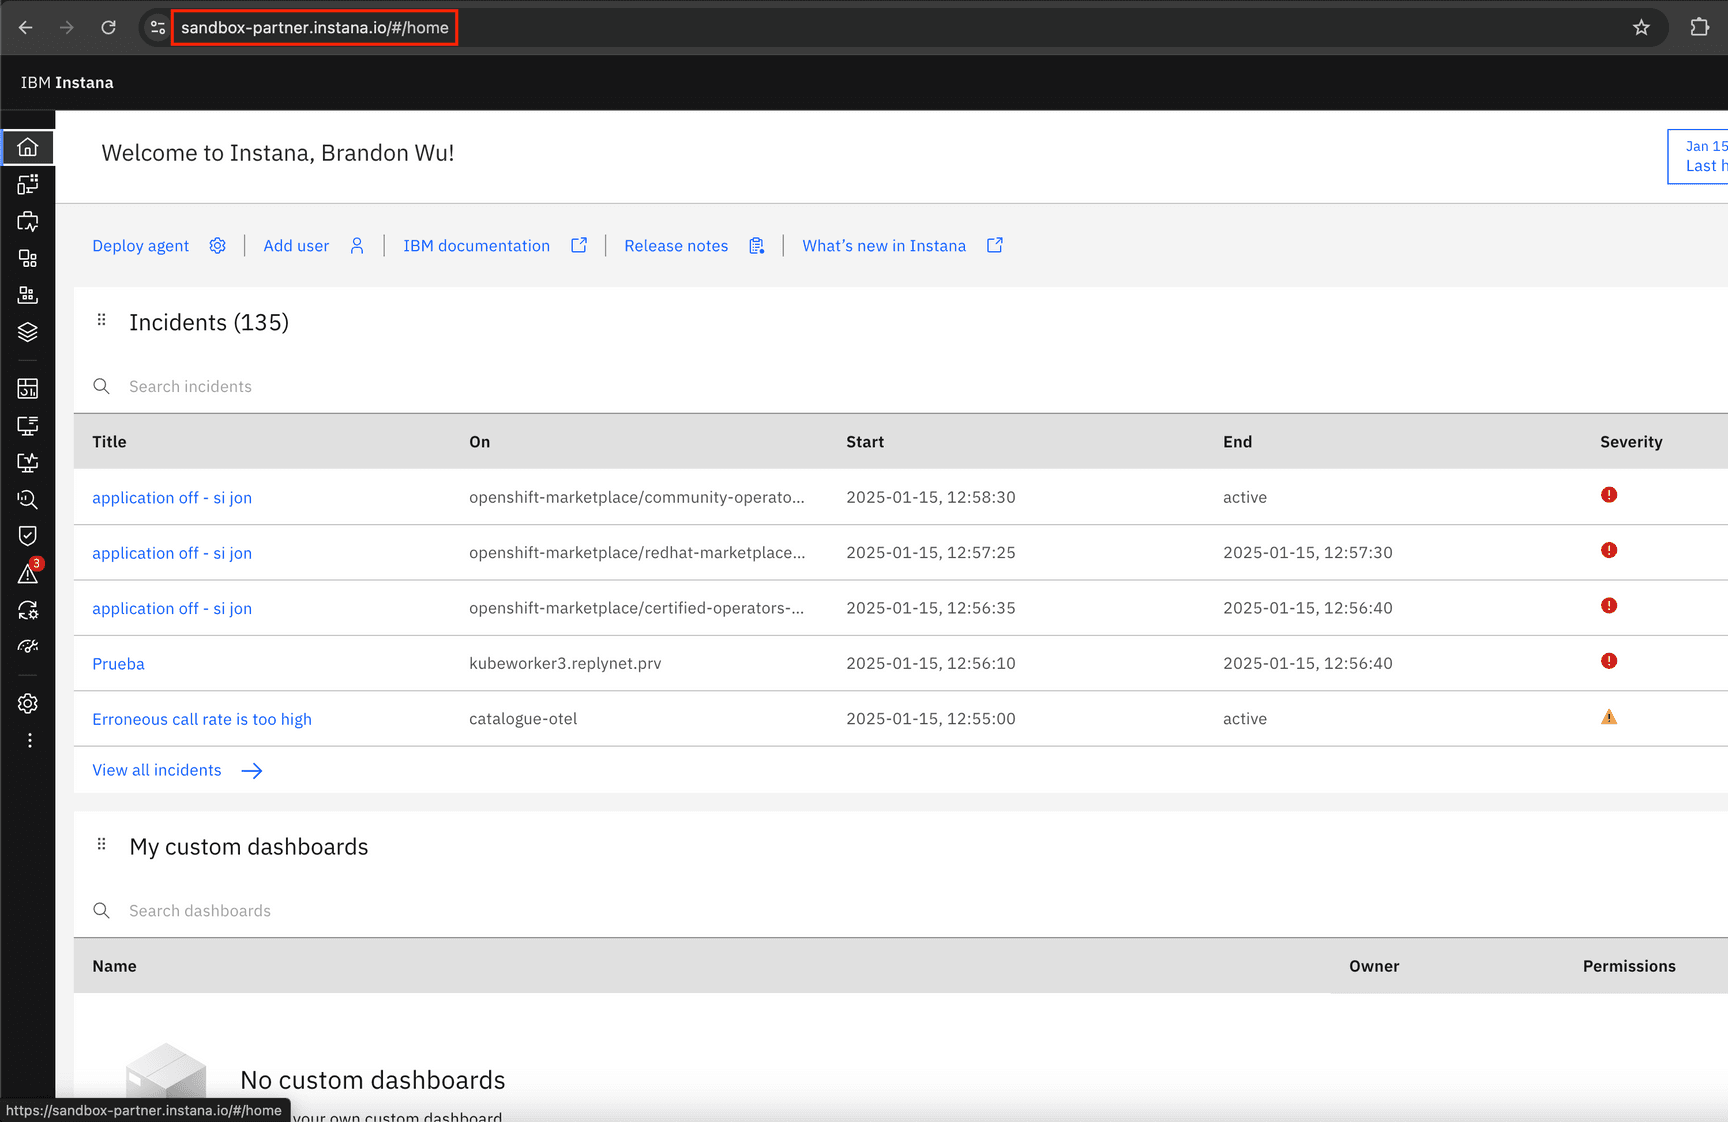 sandbox-partner.instana.io/#/home
IBM Instana
Welcome to Instana, Brandon Wu!
Jan 15
Last h
Deploy agent Add user IBM documentation Release notes What’s new in Instana
Incidents (135)
Search incidents
Title On Start End Severity
application off - si jon openshift-marketplace/community-operato... 2025-01-15, 12:58:30 active
application off - si jon openshift-marketplace/redhat-marketplace... 2025-01-15, 12:57:25 2025-01-15, 12:57:30
application off - si jon openshift-marketplace/certified-operators-... 2025-01-15, 12:56:35 2025-01-15, 12:56:40
3
Prueba kubeworker3.replynet.prv 2025-01-15, 12:56:10 2025-01-15, 12:56:40
Erroneous call rate is too high catalogue-otel 2025-01-15, 12:55:00 active
View all incidents
My custom dashboards
Search dashboards
Name Owner Permissions
No custom dashboards
your own custom dashboard
https://sandbox-partner.instana.io/#/home